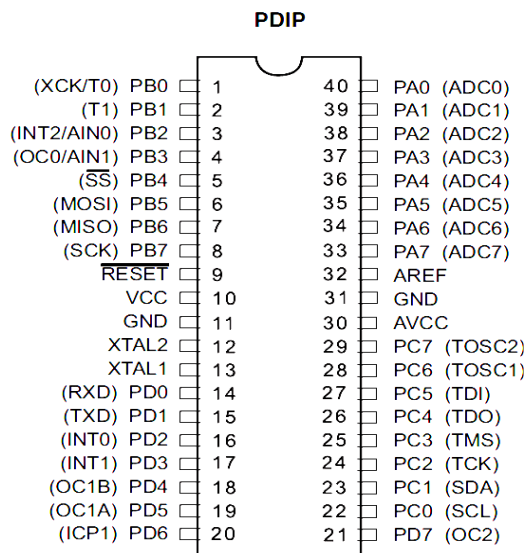 PDIP
(XCK/T0) PB0 1 40 PA0 (ADC0)
(T1) PB1 2 39 PA1 (ADC1)
(INT2/AIN0) PB2 3 38 PA2 (ADC2)
(OC0/AIN1) PB3 4 37 PA3 (ADC3)
(S̅S̅) PB4 5 36 PA4 (ADC4)
(MOSI) PB5 6 35 PA5 (ADC5)
(MISO) PB6 7 34 PA6 (ADC6)
(SCK) PB7 8 33 PA7 (ADC7)
R̅E̅S̅E̅T̅ 9 32 AREF
VCC 10 31 GND
GND 11 30 AVCC
XTAL2 12 29 PC7 (TOSC2)
XTAL1 13 28 PC6 (TOSC1)
(RXD) PD0 14 27 PC5 (TDI)
(TXD) PD1 15 26 PC4 (TDO)
(INT0) PD2 16 25 PC3 (TMS)
(INT1) PD3 17 24 PC2 (TCK)
(OC1B) PD4 18 23 PC1 (SDA)
(OC1A) PD5 19 22 PC0 (SCL)
(ICP1) PD6 20 21 PD7 (OC2)